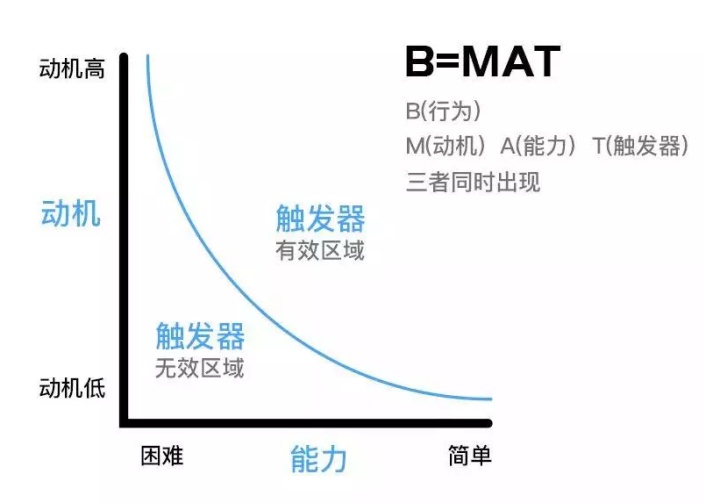 B=MAT
动机高
B(行为)
M(动机) A(能力) T(触发器)
三者同时出现
动机
触发器
有效区域
触发器
无效区域
动机低
困难
能力
简单